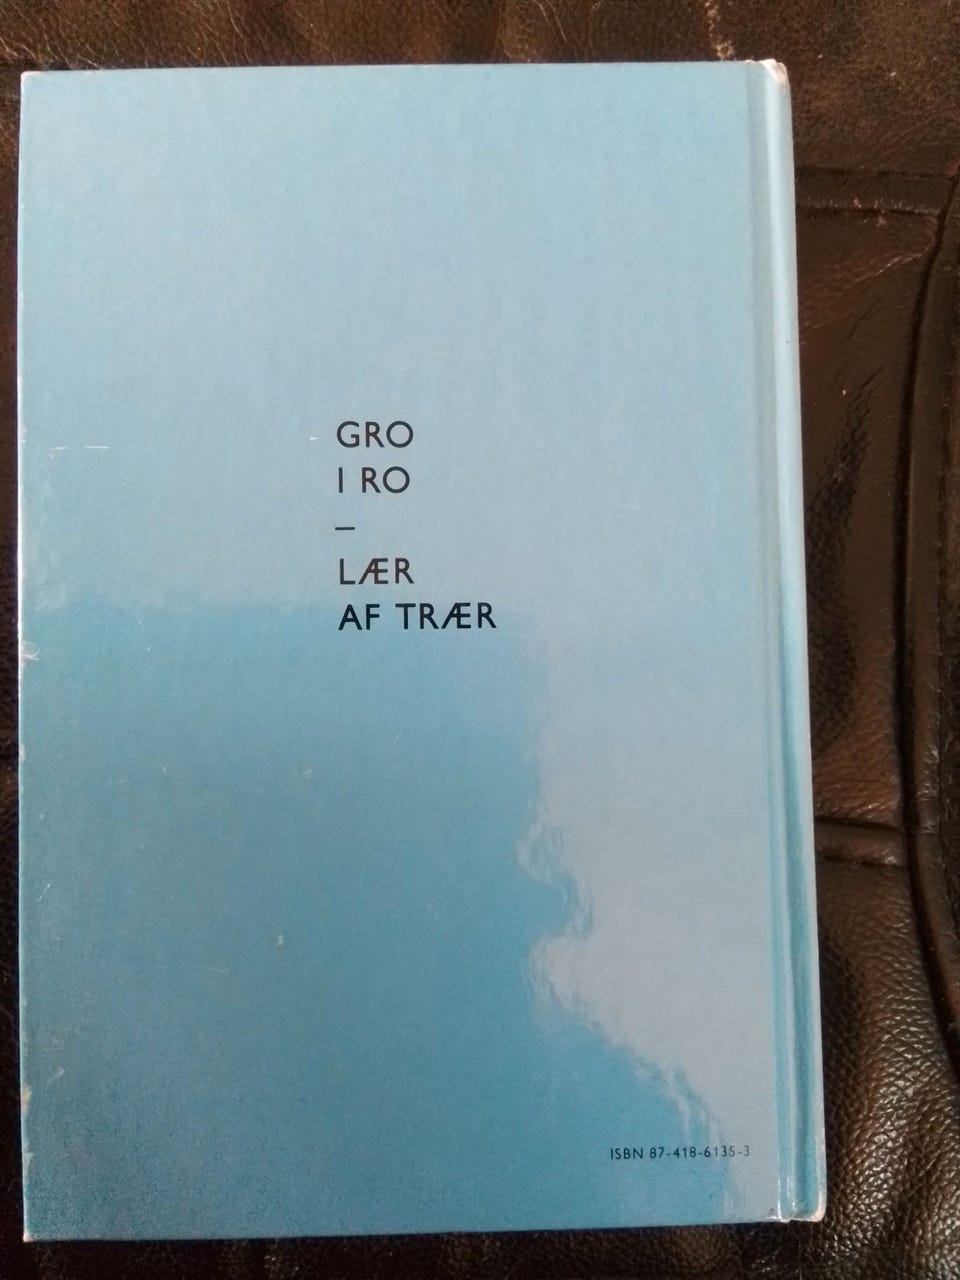 GRO
I RO
–
LÆR
AF TRÆR
ISBN 87-418-6135-3